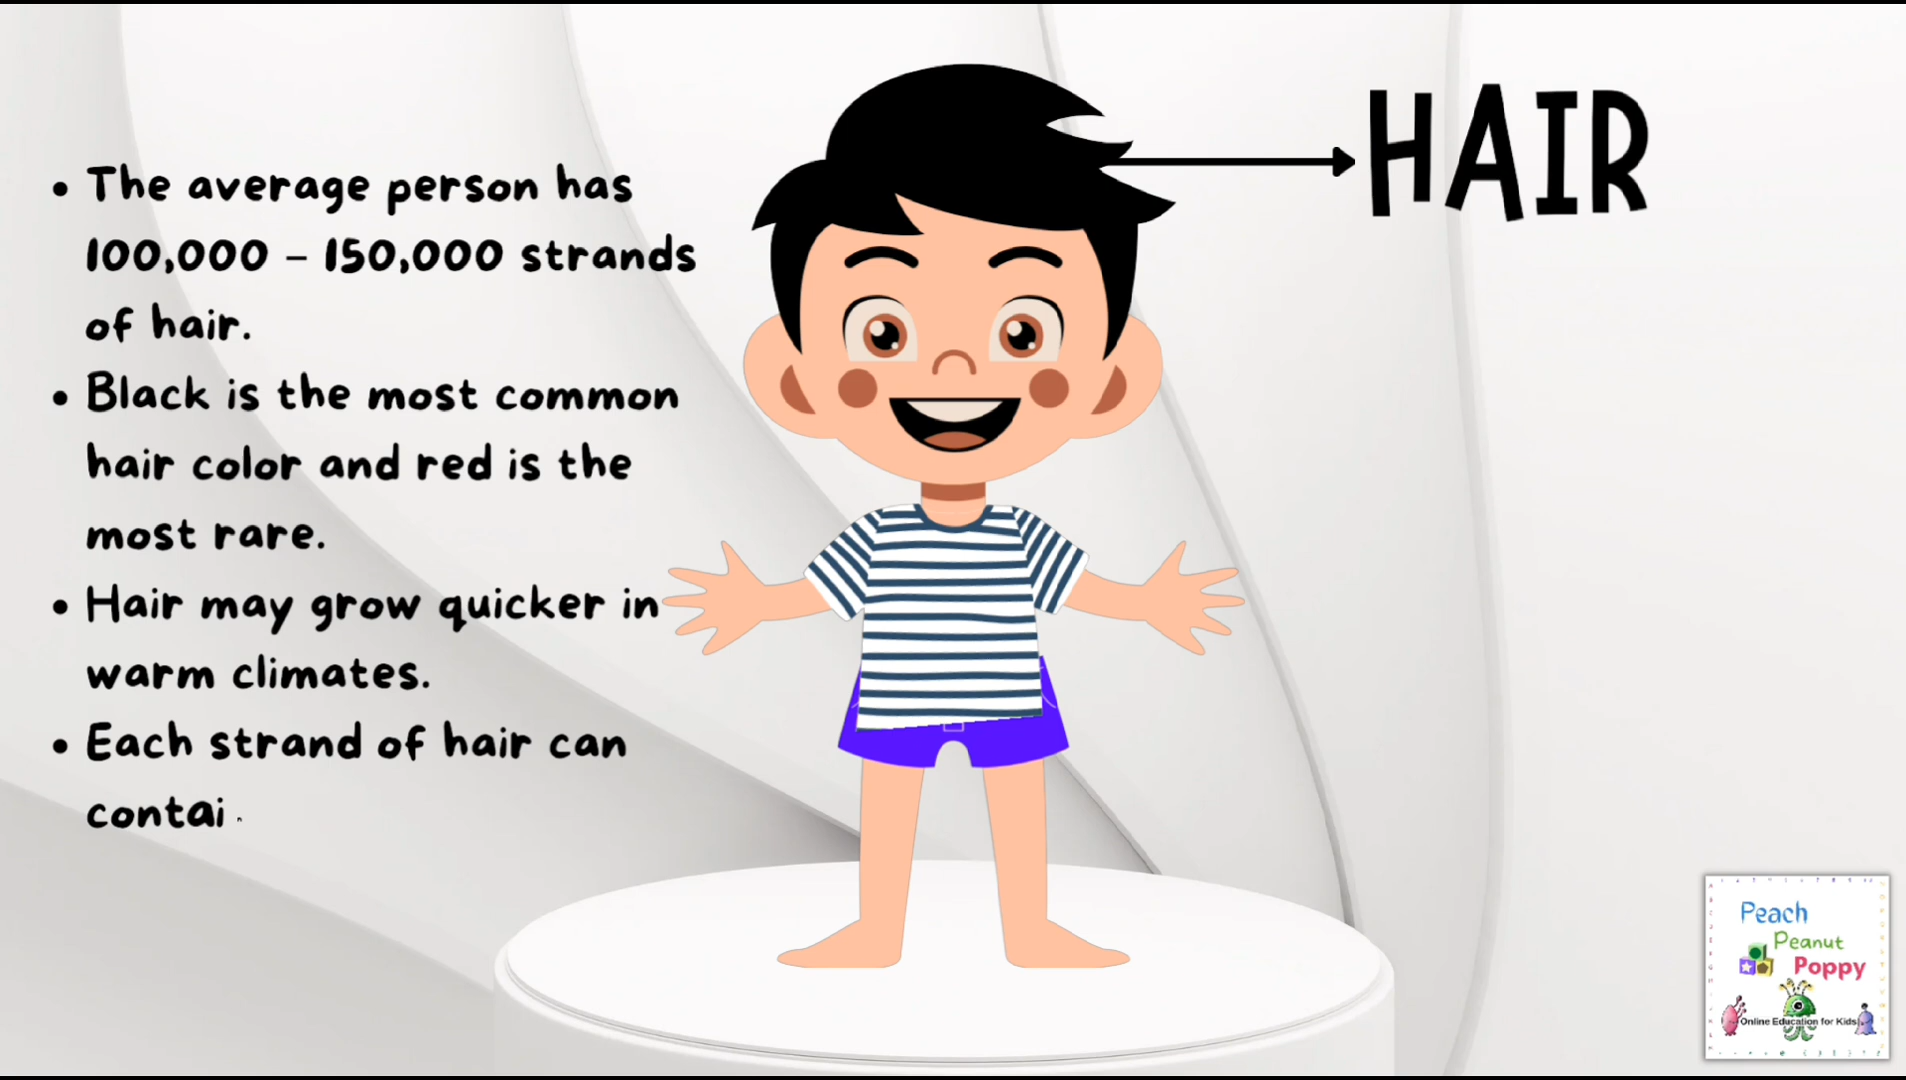 • The average person has
100,000 – 150,000 strands
of hair.
• Black is the most common
hair color and red is the
most rare.
• Hair may grow quicker in
warm climates.
• Each strand of hair can
contai
HAIR
Peach
Peanut
Poppy
Online Education for Kids